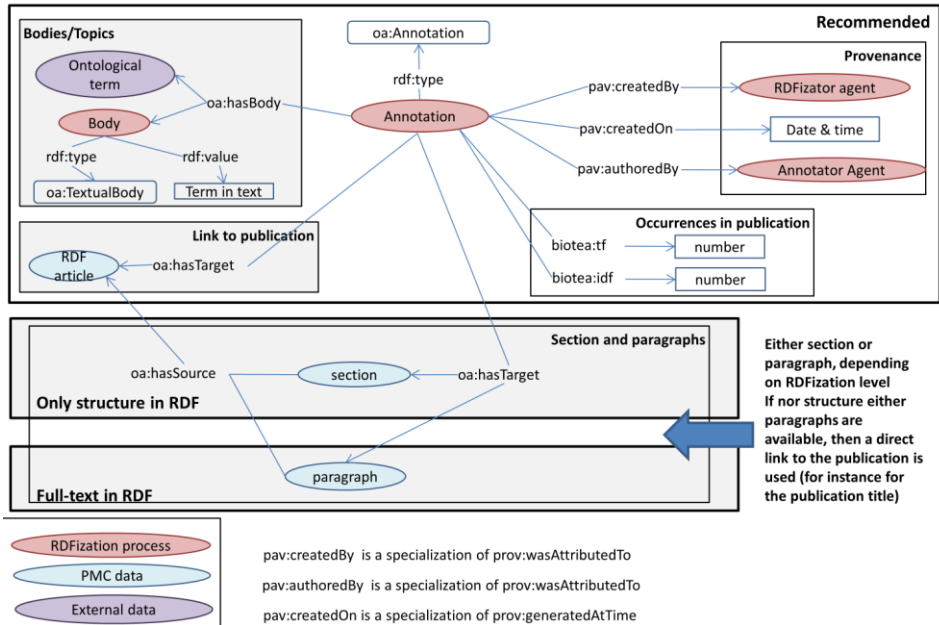 Recommended
Bodies/Topics
Ontological
term
oa:hasBody
Body
rdf:type
rdf:value
oa:TextualBody
Term in text
oa:Annotation
rdf:type
Annotation
Provenance
pav:createdBy
RDFizator agent
pav:createdOn
Date & time
pav:authoredBy
Annotator Agent
Link to publication
RDF
article
oa:hasTarget
Occurrences in publication
biotea:tf
number
biotea:idf
number
Section and paragraphs
oa:hasSource
section
oa:hasTarget
Only structure in RDF
paragraph
Full-text in RDF
Either section or
paragraph, depending
on RDFization level
If nor structure either
paragraphs are
available, then a direct
link to the publication is
used (for instance for
the publication title)
RDFization process
PMC data
External data
pav:createdBy is a specialization of prov:wasAttributedTo
pav:authoredBy is a specialization of prov:wasAttributedTo
pav:createdOn is a specialization of prov:generatedAtTime